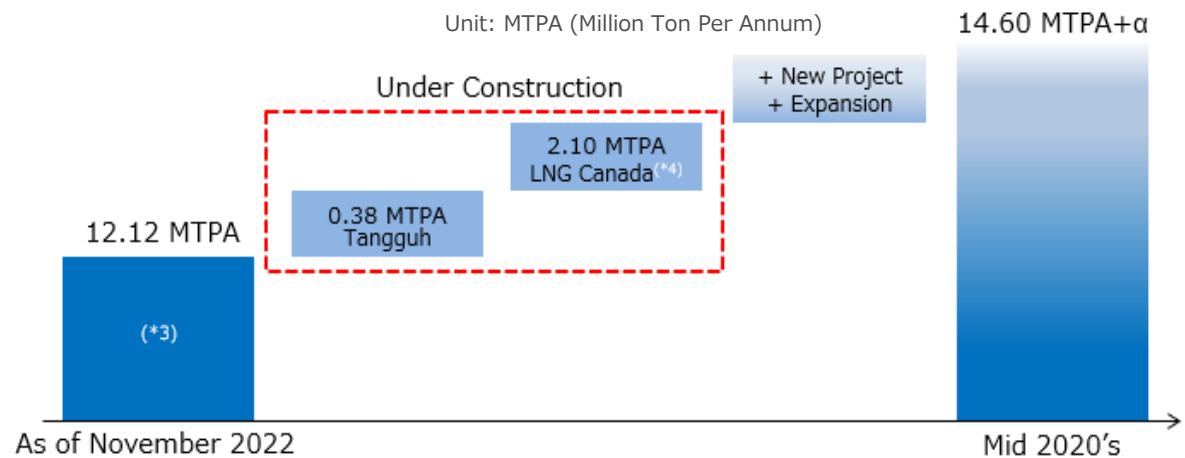 Unit: MTPA (Million Ton Per Annum)
14.60 MTPA+α
+ New Project
+ Expansion
Under Construction
2.10 MTPA
LNG Canada(*4)
0.38 MTPA
Tangguh
12.12 MTPA
(*3)
As of November 2022
Mid 2020's